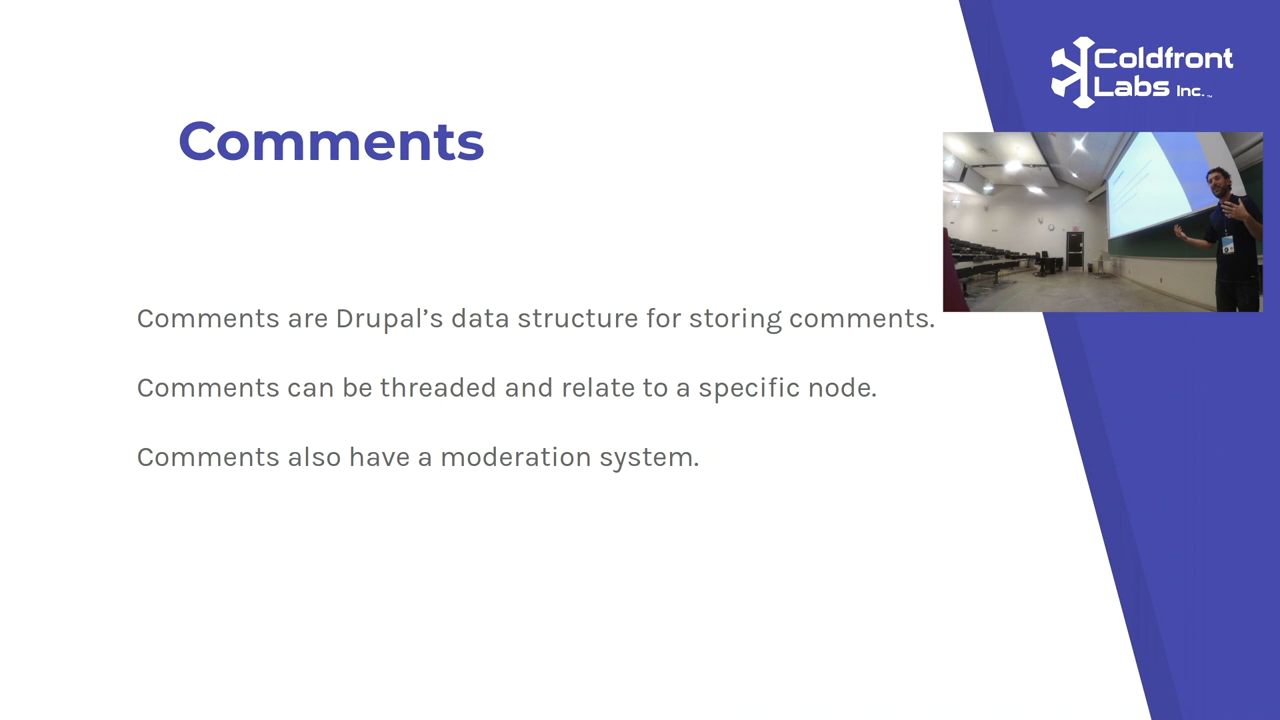 Coldfront
Labs Inc.
Comments
Comments are Drupal’s data structure for storing comments.
Comments can be threaded and relate to a specific node.
Comments also have a moderation system.